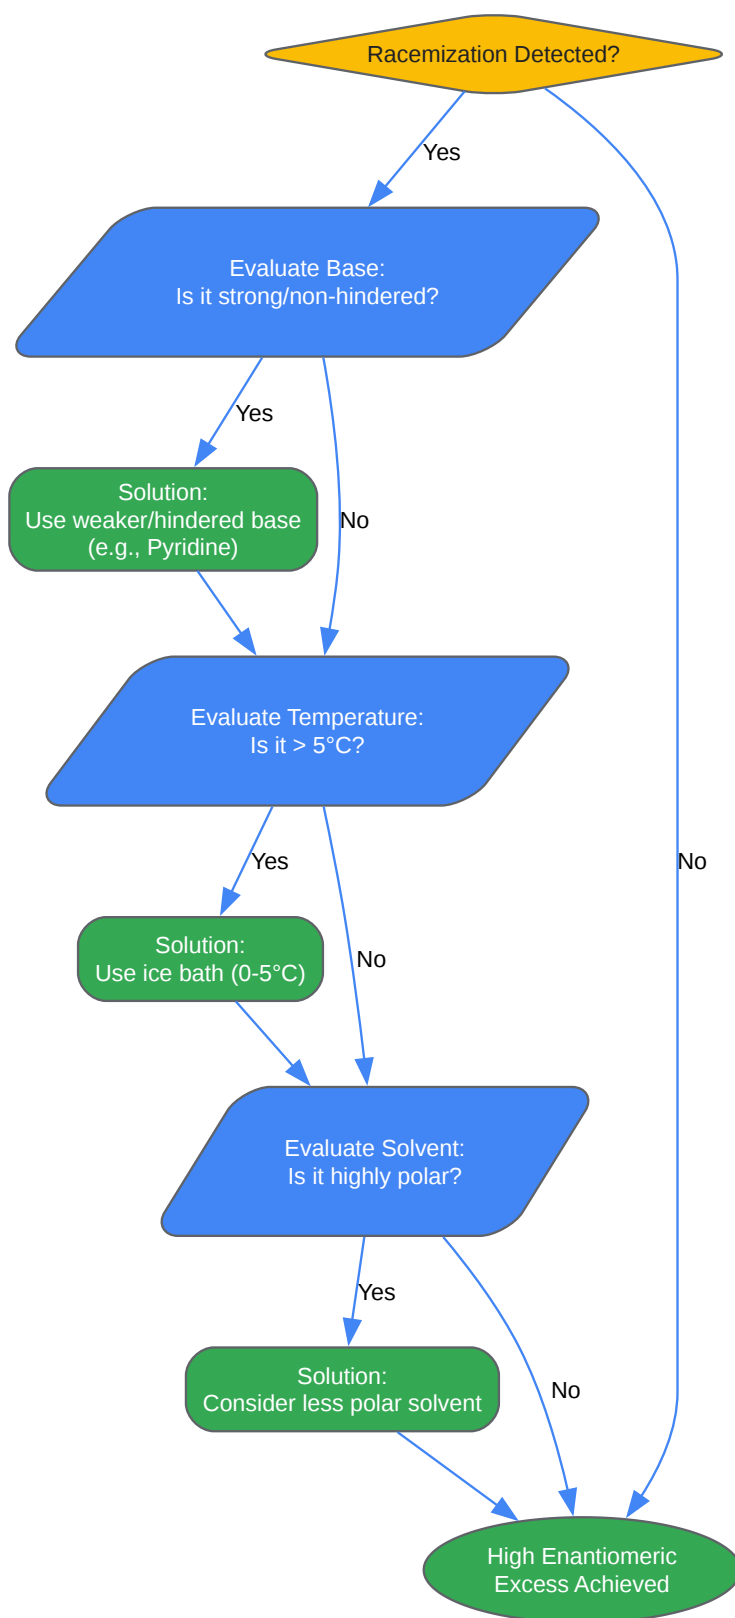 Racemization Detected?
Yes
Evaluate Base:
Is it strong/non-hindered?
Yes
Solution:
Use weaker/hindered base
(e.g., Pyridine)
No
Evaluate Temperature:
Is it > 5°C?
Yes
No
Solution:
Use ice bath (0-5°C)
No
Evaluate Solvent:
Is it highly polar?
Yes
Solution:
Consider less polar solvent
No
High Enantiomeric
Excess Achieved